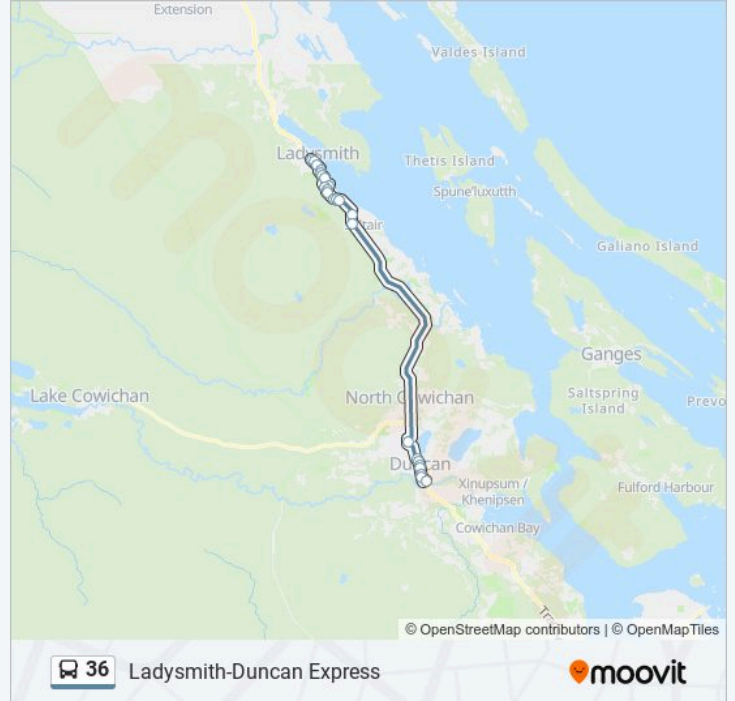 Extension
Valdes Island
Ladysmith
Thetis Island
Spune'luxutth
Galiano Island
Ganges
Lake Cowichan
North Cowichan
Saltspring
Island
Prevo
Duncan
Xinupsum /
Khenipsen
Fulford Harbour
Cowichan Bay
© OpenStreetMap contributors | © OpenMapTiles
36 Ladysmith-Duncan Express
moovit